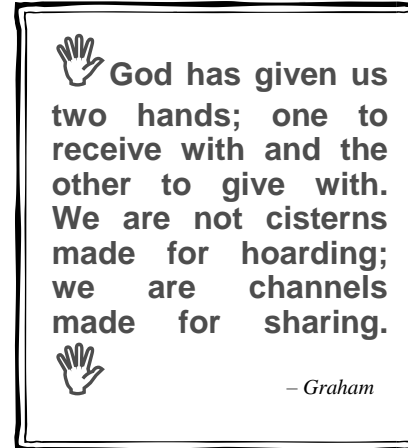 God has given us
two hands; one to
receive with and the
other to give with.
We are not cisterns
made for hoarding;
we are channels
made for sharing.
– Graham